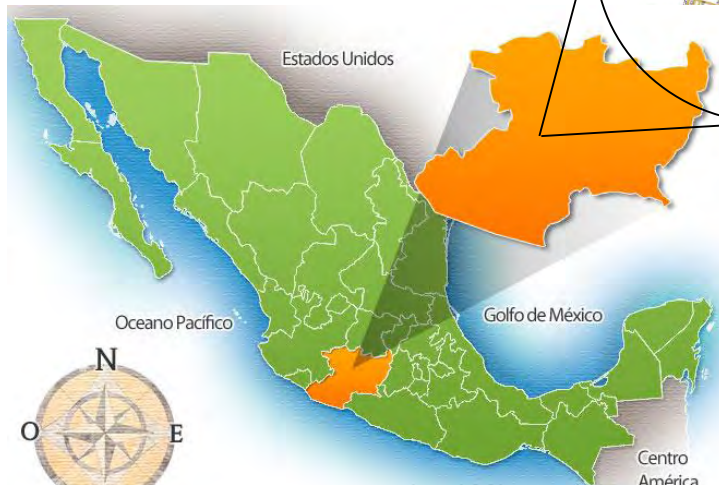 Estados Unidos
Oceano Pacífico
Golfo de México
N
O
E
Centro
América